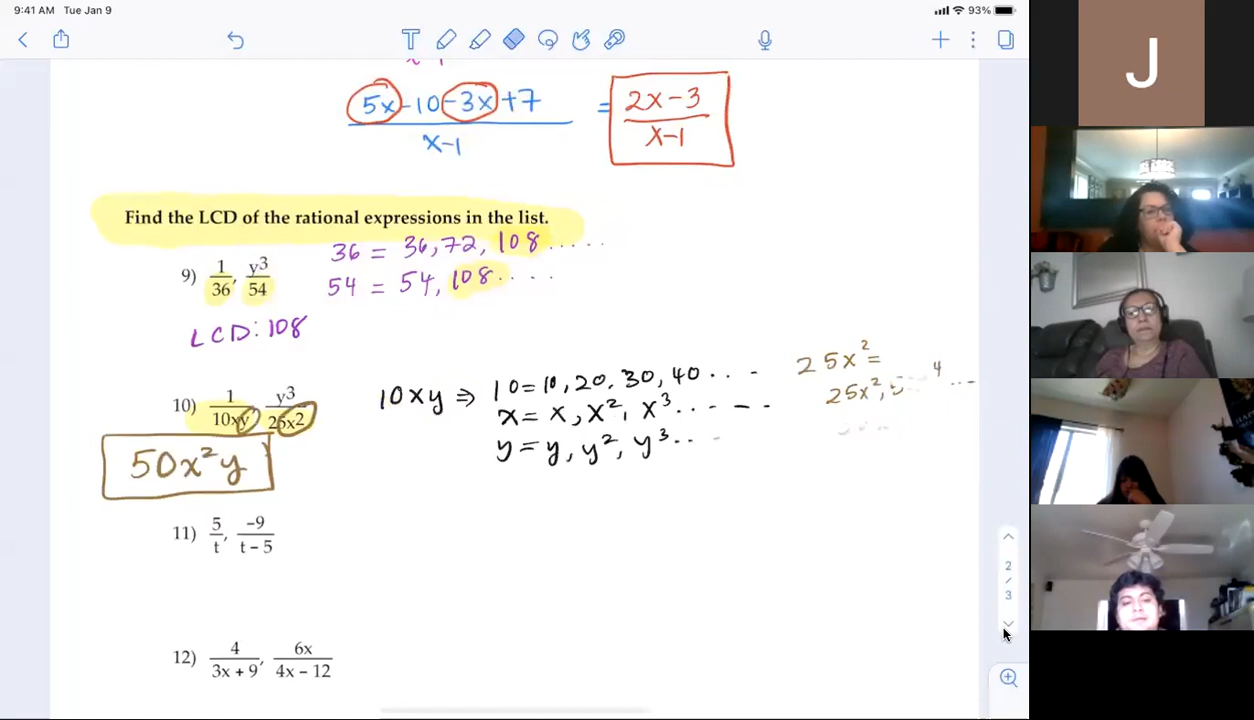 9:41 AM Tue Jan 9
93%
J
5x-10-3x+7
x-1
=
2x-3
x-1
Find the LCD of the rational expressions in the list.
36 = 36,72, 108 .....
54 = 54, 108 ....
9) 1/36, y3/54
LCD: 108
10) 1/10xy, y3/25x2
50x²y
10xy ⇒ 10 = 10, 20, 30, 40 ...
x = x, x², x³ ...
y = y, y², y³ ...
25x² =
25x²,
4 ...
11) 5/t, -9/t – 5
12) 4/3x + 9, 6x/4x – 12
2
/
3